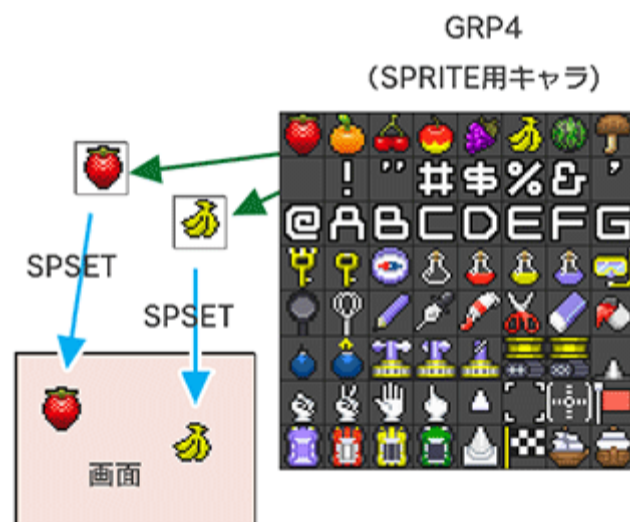 GRP4
(SPRITE用キャラ)
! " # $ % & '
@ A B C D E F G
SPSET
SPSET
画面